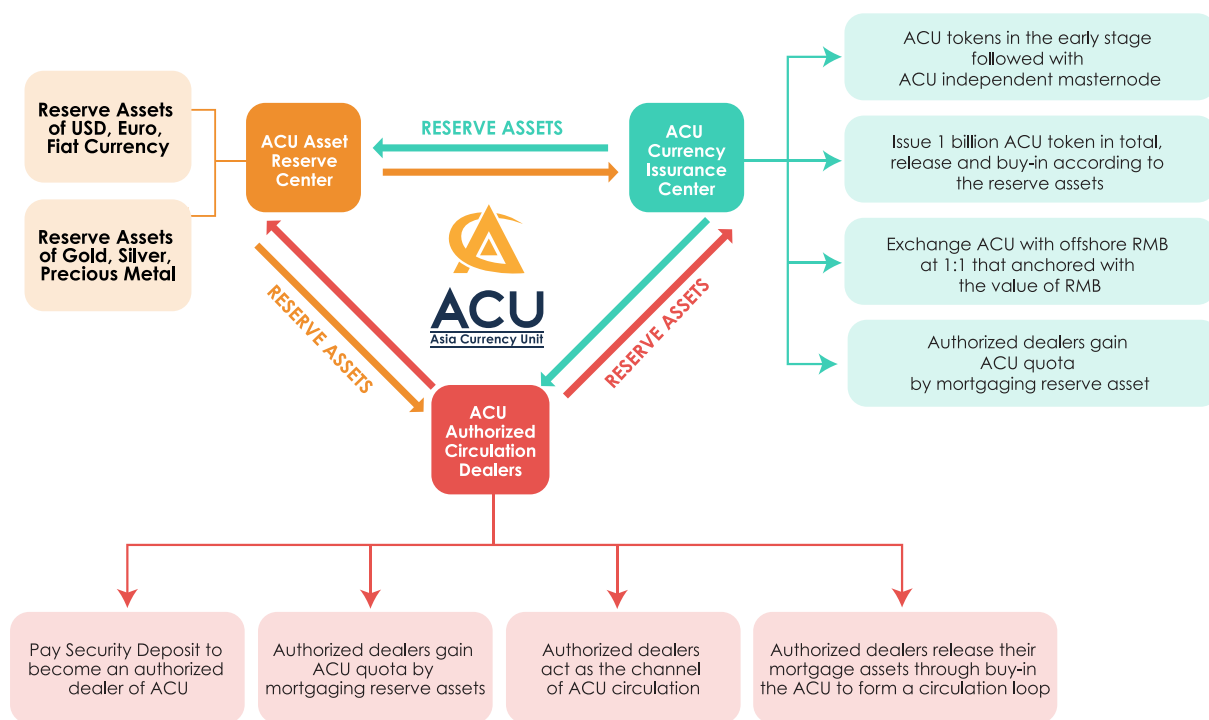 Reserve Assets
of USD, Euro,
Fiat Currency
Reserve Assets
of Gold, Silver,
Precious Metal
ACU Asset
Reserve
Center
RESERVE ASSETS
ACU
Currency
Issurance
Center
ACU tokens in the early stage
followed with
ACU independent masternode
Issue 1 billion ACU token in total,
release and buy-in according to
the reserve assets
Exchange ACU with offshore RMB
at 1:1 that anchored with
the value of RMB
Authorized dealers gain
ACU quota
by mortgaging reserve asset
RESERVE ASSETS
ACU
Asia Currency Unit
RESERVE ASSETS
ACU
Authorized
Circulation
Dealers
Pay Security Deposit to
become an authorized
dealer of ACU
Authorized dealers gain
ACU quota by
mortgaging reserve assets
Authorized dealers
act as the channel
of ACU circulation
Authorized dealers release their
mortgage assets through buy-in
the ACU to form a circulation loop